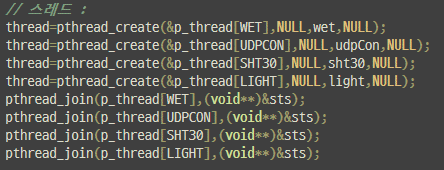 // 스레드 :
thread=pthread_create(&p_thread[WET],NULL,wet,NULL);
thread=pthread_create(&p_thread[UDPCON],NULL,udpCon,NULL);
thread=pthread_create(&p_thread[SHT30],NULL,sht30,NULL);
thread=pthread_create(&p_thread[LIGHT],NULL,light,NULL);
pthread_join(p_thread[WET],(void**)&sts);
pthread_join(p_thread[UDPCON],(void**)&sts);
pthread_join(p_thread[SHT30],(void**)&sts);
pthread_join(p_thread[LIGHT],(void**)&sts);